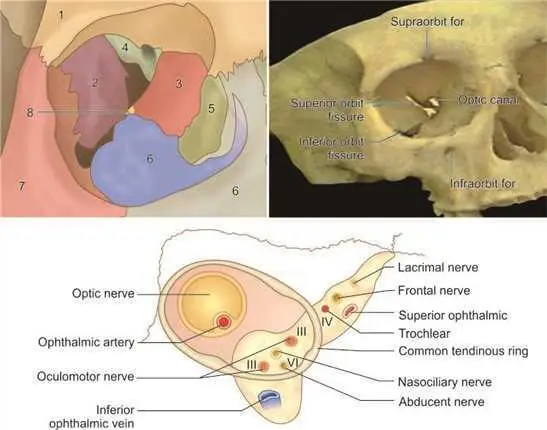 1
2
4
3
5
8
6
7
6
Supraorbit for
Superior orbit
fissure
Optic canal
Inferior orbit
fissure
Infraorbit for
Optic nerve
Ophthalmic artery
Oculomotor nerve
Inferior
ophthalmic vein
III
III
VI
IV
Lacrimal nerve
Frontal nerve
Superior ophthalmic
Trochlear
Common tendinous ring
Nasociliary nerve
Abducent nerve